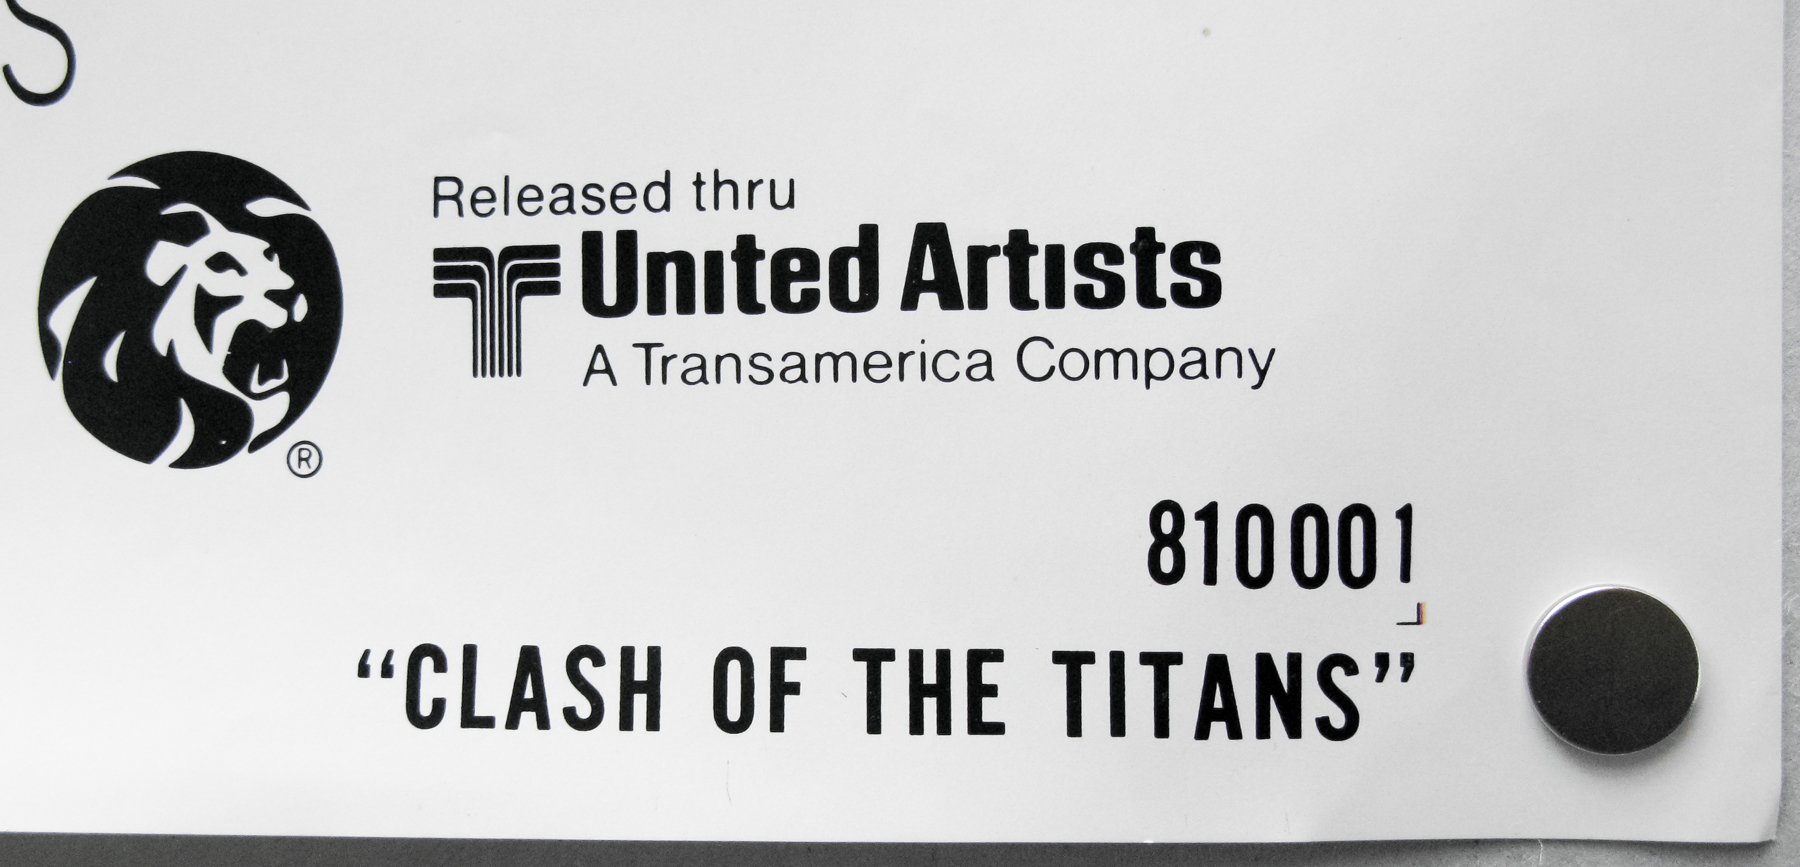 S
Released thru
United Artists
A Transamerica Company
®
810001
“CLASH OF THE TITANS”